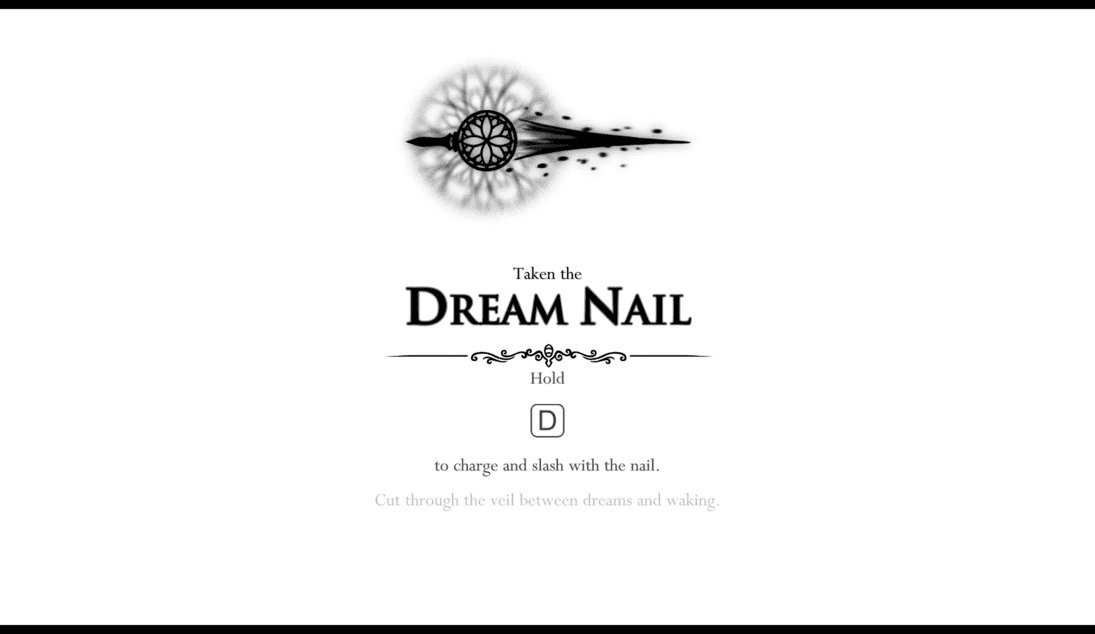 Taken the
DREAM NAIL
Hold
D
to charge and slash with the nail.
Cut through the veil between dreams and waking.